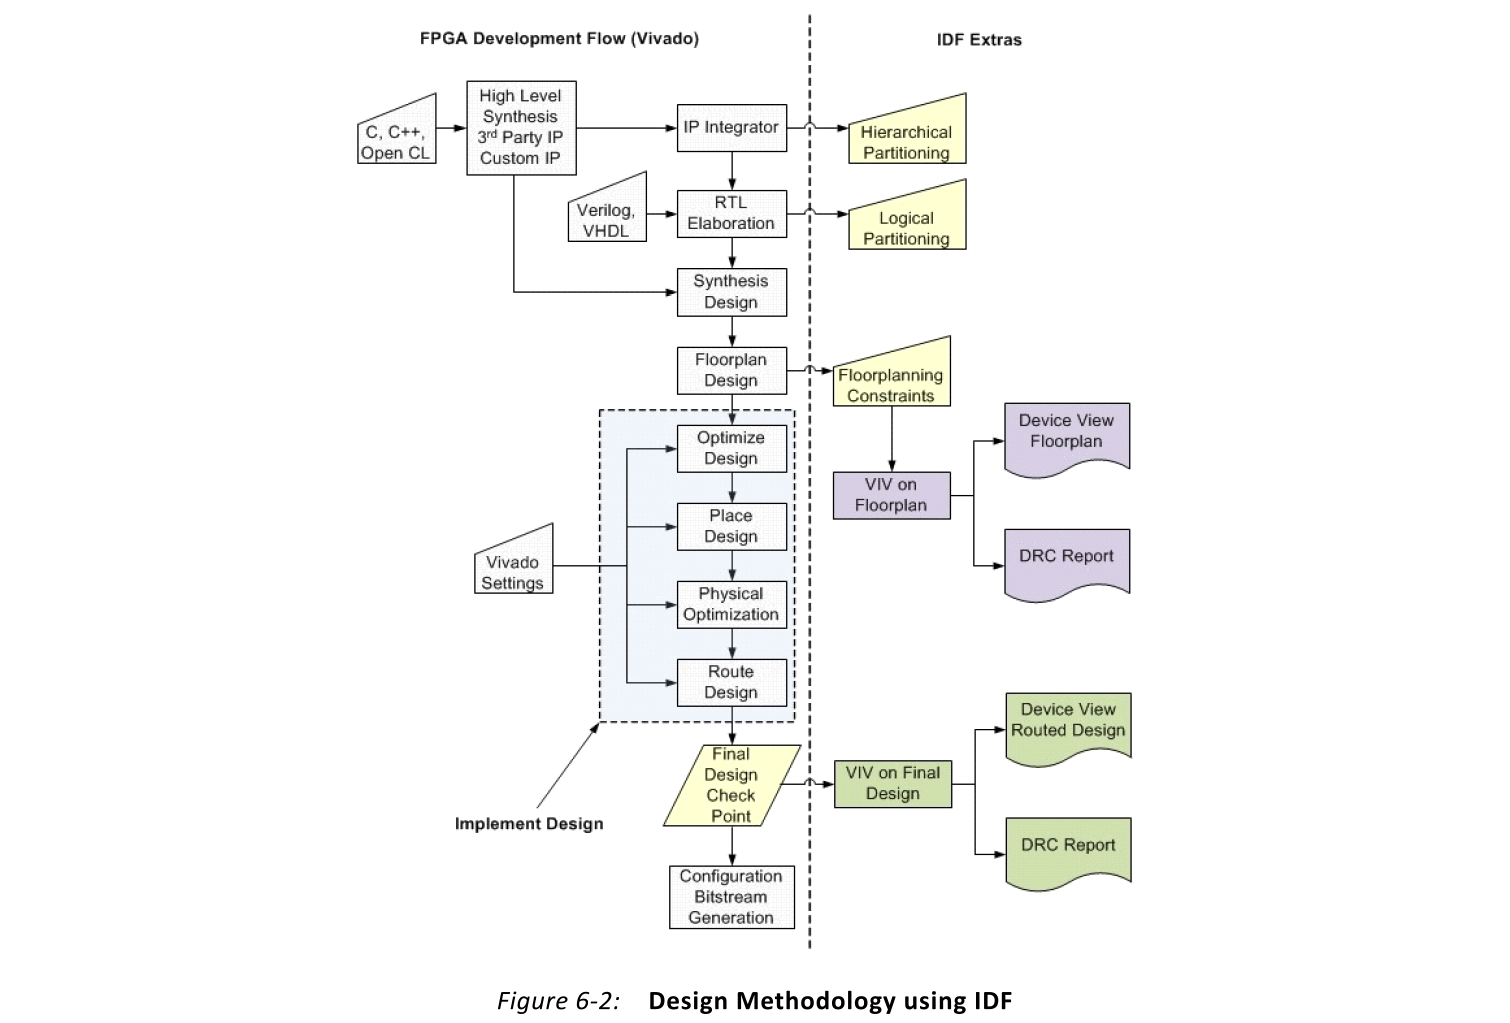 FPGA Development Flow (Vivado)
IDF Extras
C, C++,
Open CL
High Level
Synthesis
3rd Party IP
Custom IP
IP Integrator
Hierarchical
Partitioning
Verilog,
VHDL
RTL
Elaboration
Logical
Partitioning
Synthesis
Design
Floorplan
Design
Floorplanning
Constraints
Device View
Floorplan
VIV on
Floorplan
DRC Report
Optimize
Design
Place
Design
Vivado
Settings
Physical
Optimization
Route
Design
Implement Design
Final
Design
Check
Point
VIV on Final
Design
Device View
Routed Design
DRC Report
Configuration
Bitstream
Generation
Figure 6-2: Design Methodology using IDF